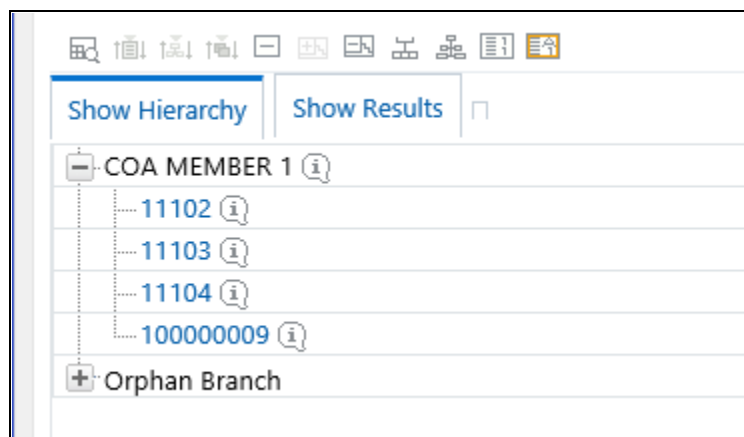 Show Hierarchy Show Results
COA MEMBER 1
11102
11103
11104
100000009
Orphan Branch